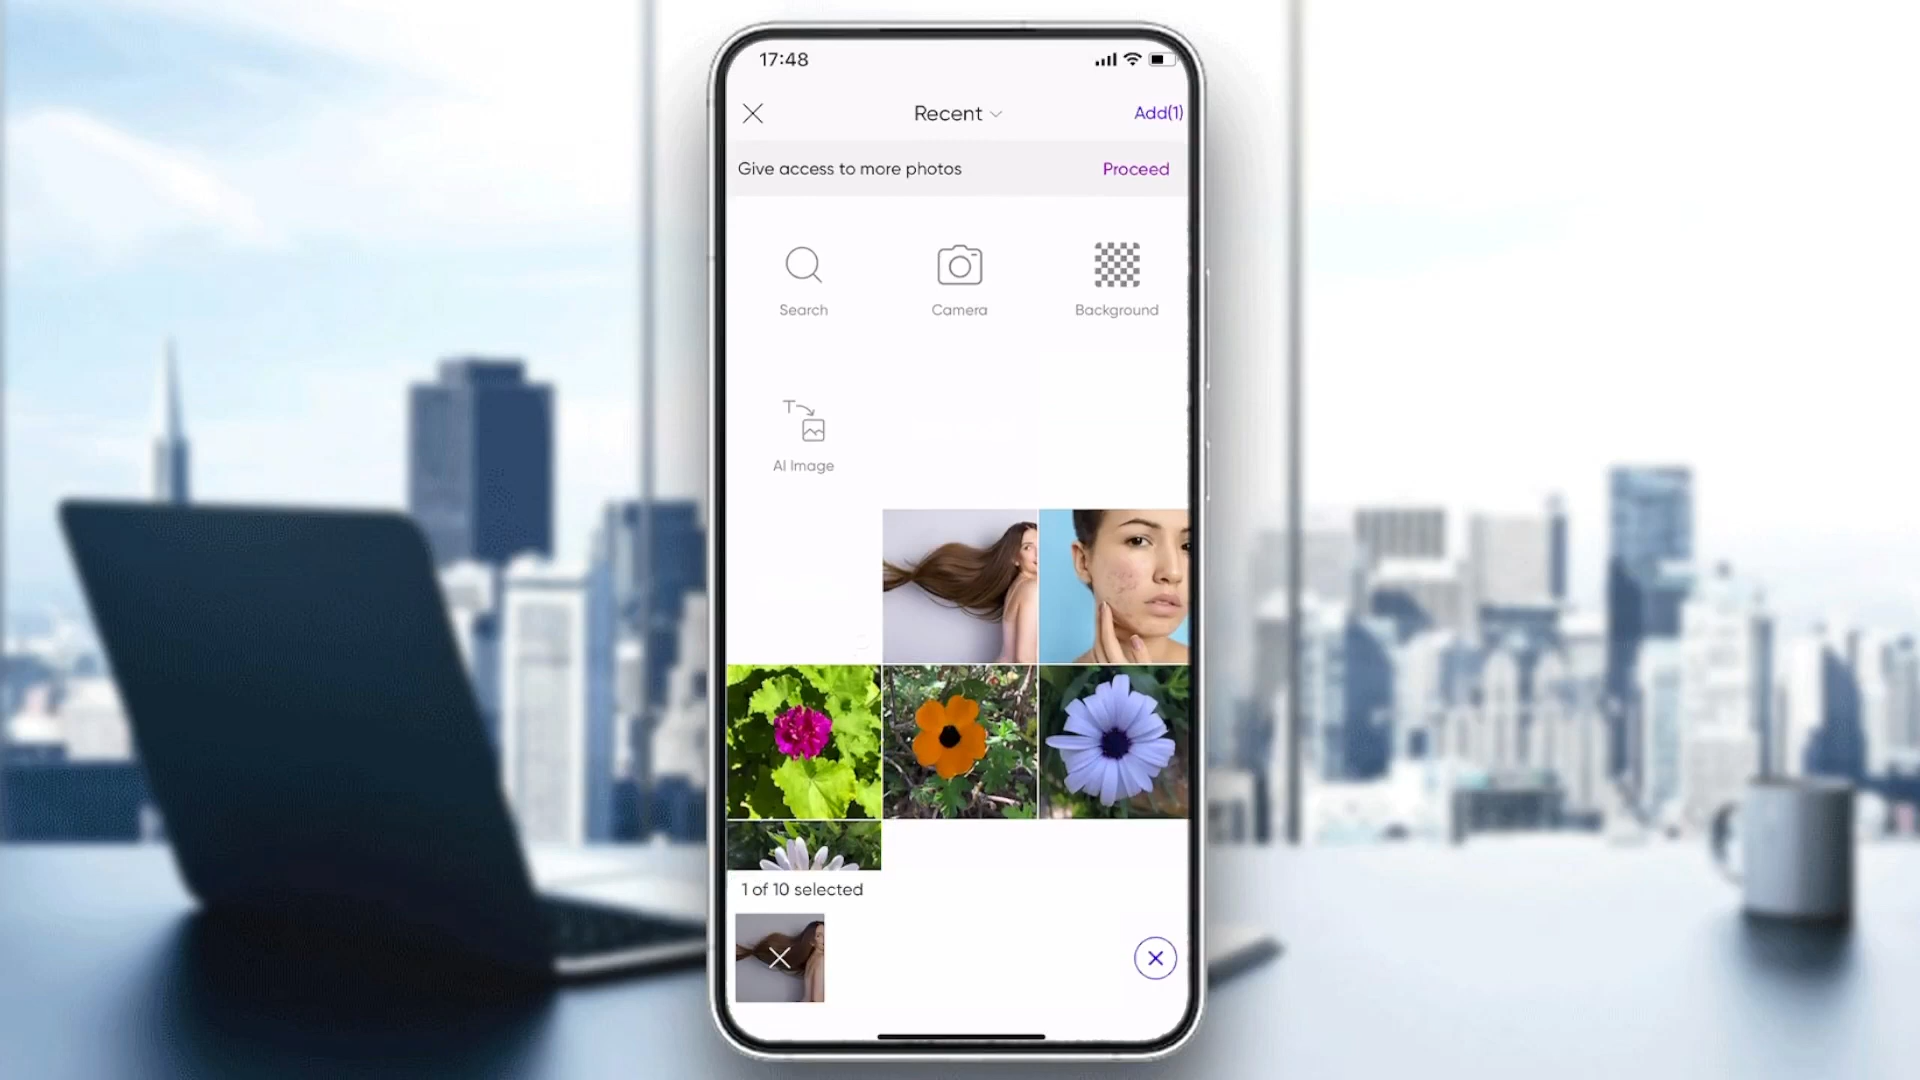 17:48
Recent
Add(1)
Give access to more photos
Proceed
Search
Camera
Background
T
AI Image
1 of 10 selected